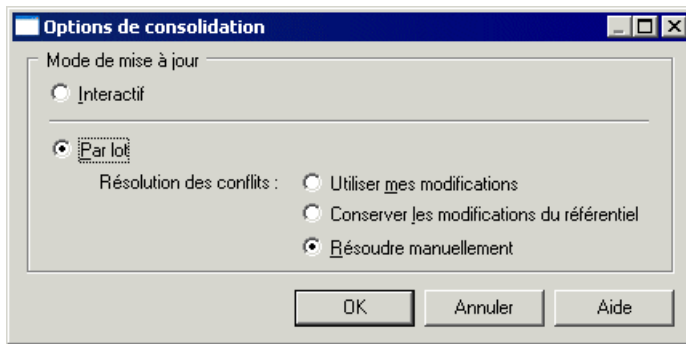 Options de consolidation
Mode de mise à jour
Interactif
Par lot
Résolution des conflits : Utiliser mes modifications
Conserver les modifications du référentiel
Résoudre manuellement
OK Annuler Aide